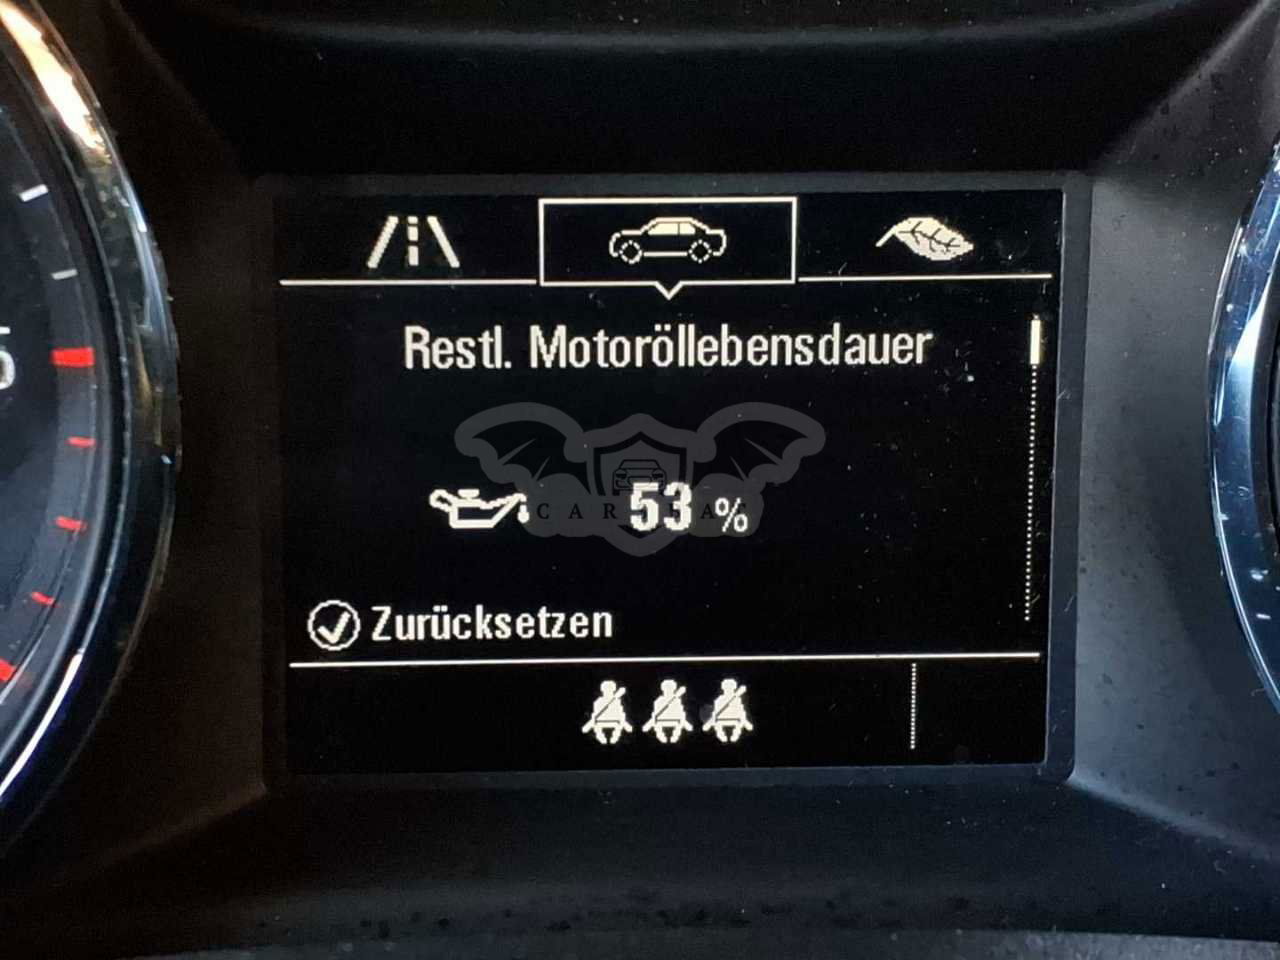 Restl. Motoröllebensdauer
53 %
Zurücksetzen